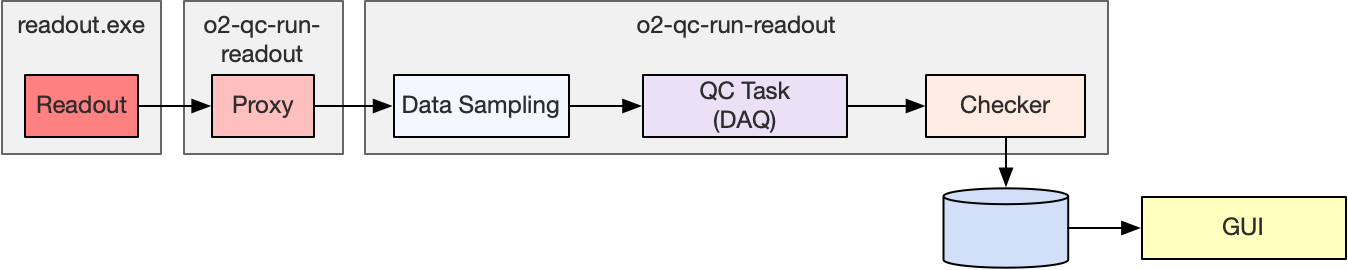 readout.exe
o2-qc-run-
readout
o2-qc-run-readout
Readout
Proxy
Data Sampling
QC Task
(DAQ)
Checker
GUI